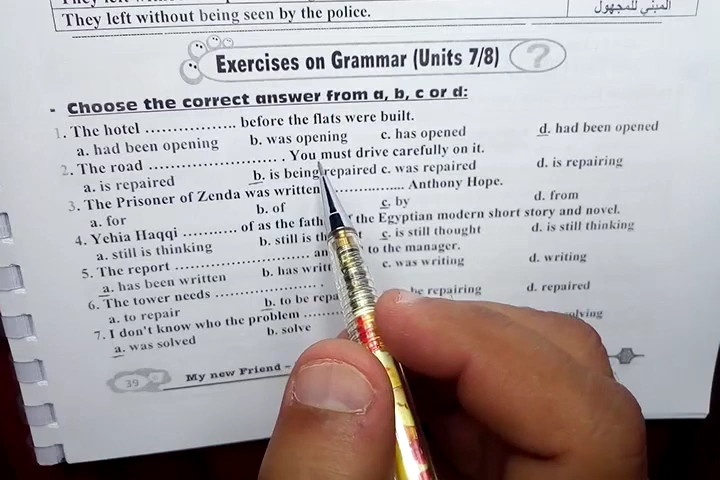 They left without being seen by the police.
المبني للمجهول
Exercises on Grammar (Units 7/8) ?
- Choose the correct answer from a, b, c or d:
1. The hotel ................ before the flats were built.
a. had been opening b. was opening c. has opened d. had been opened
2. The road ........................ . You must drive carefully on it.
a. is repaired b. is being repaired c. was repaired d. is repairing
3. The Prisoner of Zenda was written ............... Anthony Hope.
a. for b. of c. by d. from
4. Yehia Haqqi .......... of as the the Egyptian modern short story and novel.
a. still is thinking b. still is c. is still thought d. is still thinking
5. The report ........................ to the manager.
a. has been written b. has c. was writing d. writing
6. The tower needs ...................
a. to repair b. to be repairing d. repaired
7. I don't know who the problem ........
a. was solved b. solve
39 My new Friend -